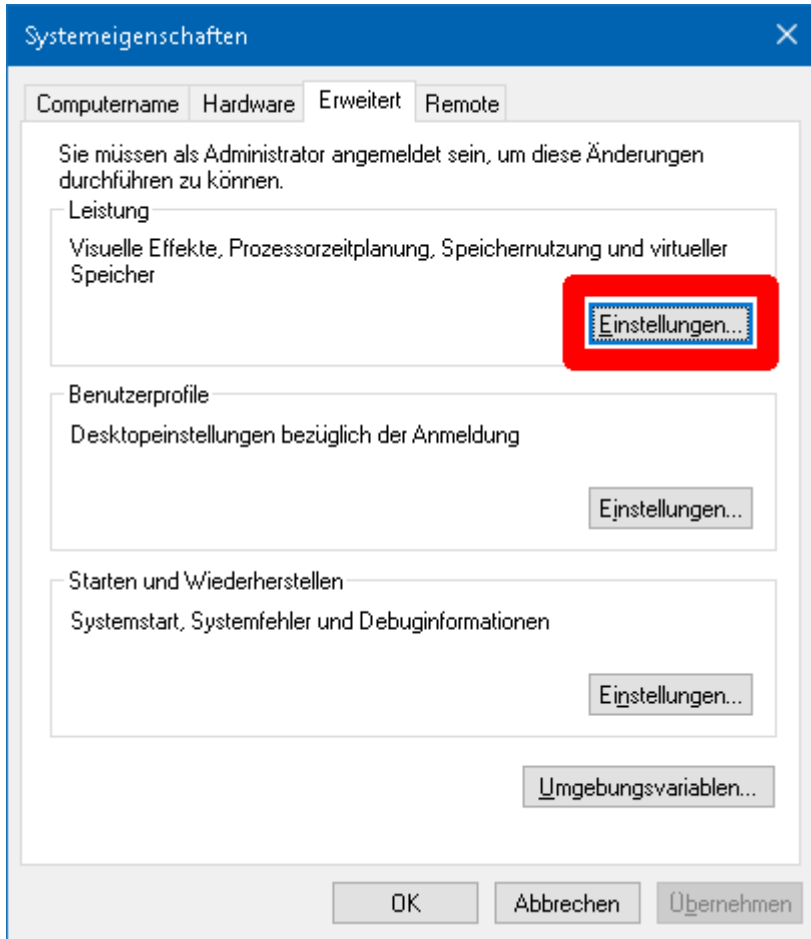 Systemeigenschaften
Computername Hardware Erweitert Remote
Sie müssen als Administrator angemeldet sein, um diese Änderungen
durchführen zu können.
Leistung
Visuelle Effekte, Prozessorzeitplanung, Speichernutzung und virtueller
Speicher
Einstellungen...
Benutzerprofile
Desktopeinstellungen bezüglich der Anmeldung
Einstellungen...
Starten und Wiederherstellen
Systemstart, Systemfehler und Debuginformationen
Einstellungen...
Umgebungsvariablen...
OK Abbrechen Übernehmen